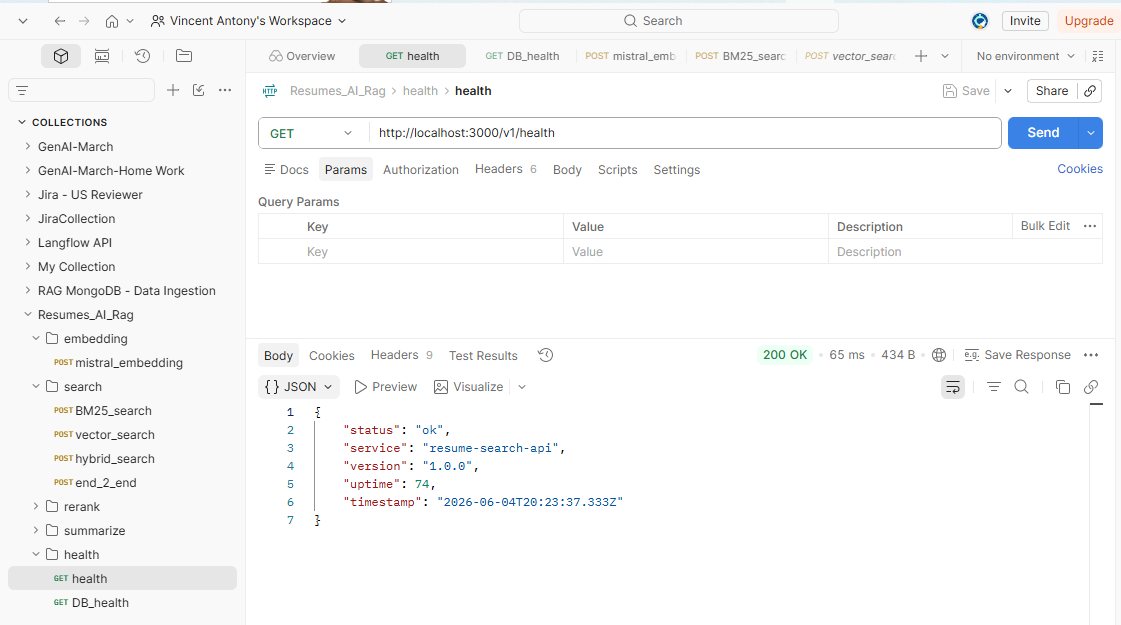 Vincent Antony's Workspace
Search
Invite
Upgrade
Overview
GET health
GET DB_health
POST mistral_emb
POST BM25_searc
POST vector_sear
No environment
COLLECTIONS
GenAI-March
GenAI-March-Home Work
Jira - US Reviewer
JiraCollection
Langflow API
My Collection
RAG MongoDB - Data Ingestion
Resumes_AI_Rag
embedding
POST mistral_embedding
search
POST BM25_search
POST vector_search
POST hybrid_search
POST end_2_end
rerank
summarize
health
GET health
GET DB_health
HTTP Resumes_AI_Rag > health > health
Save
Share
GET
http://localhost:3000/v1/health
Send
Docs Params Authorization Headers 6 Body Scripts Settings
Cookies
Query Params
Key Value Description Bulk Edit
Key Value Description
Body Cookies Headers 9 Test Results
200 OK • 65 ms • 434 B
e.g. Save Response
{} JSON
Preview
Visualize
1 {
2 "status": "ok",
3 "service": "resume-search-api",
4 "version": "1.0.0",
5 "uptime": 74,
6 "timestamp": "2026-06-04T20:23:37.333Z"
7 }